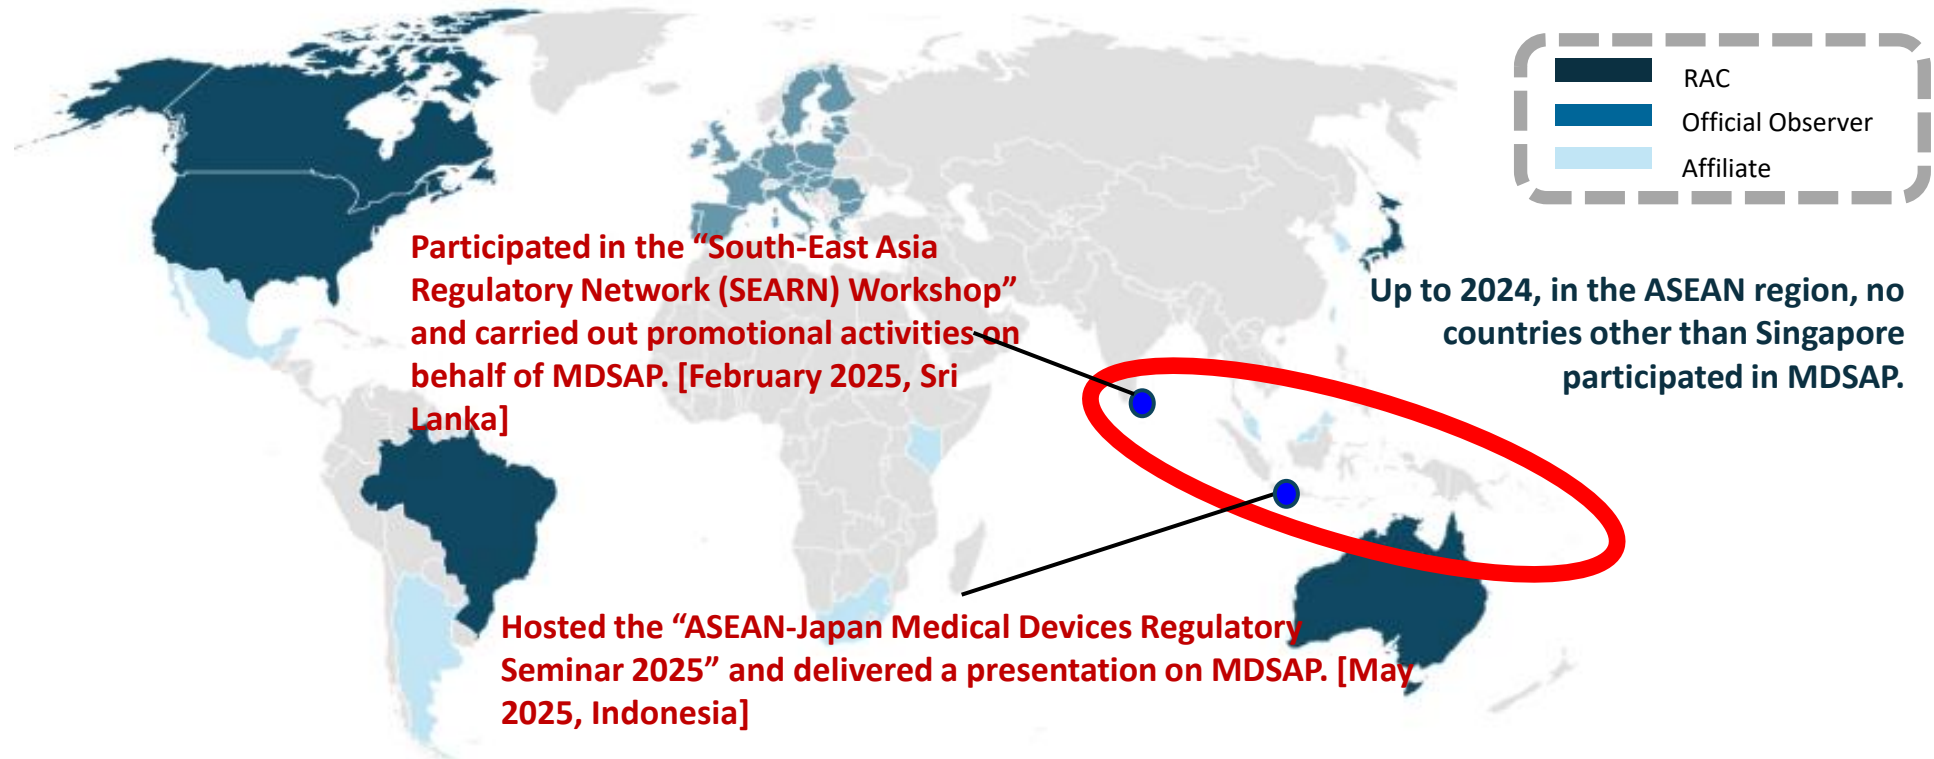 RAC
Official Observer
Affiliate
Participated in the “South-East Asia
Regulatory Network (SEARN) Workshop”
and carried out promotional activities on
behalf of MDSAP. [February 2025, Sri
Lanka]
Up to 2024, in the ASEAN region, no
countries other than Singapore
participated in MDSAP.
Hosted the “ASEAN-Japan Medical Devices Regulatory
Seminar 2025” and delivered a presentation on MDSAP. [May
2025, Indonesia]